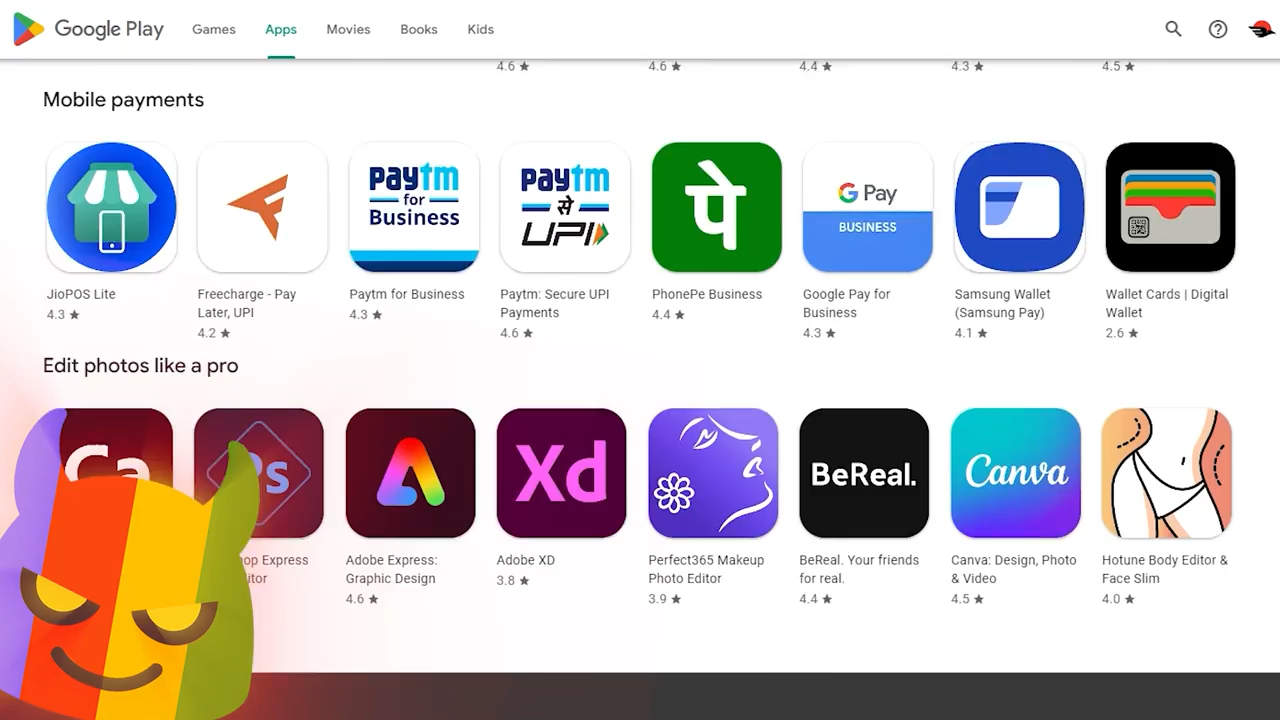 Google Play Games Apps Movies Books Kids
4.6 ★ 4.6 ★ 4.4 ★ 4.3 ★ 4.5 ★
Mobile payments
paytm for Business
paytm से UPI
पे
G Pay BUSINESS
JioPOS Lite
4.3 ★
Freecharge - Pay
Later, UPI
4.2 ★
Paytm for Business
4.3 ★
Paytm: Secure UPI
Payments
4.6 ★
PhonePe Business
4.4 ★
Google Pay for
Business
4.3 ★
Samsung Wallet
(Samsung Pay)
4.1 ★
Wallet Cards | Digital
Wallet
2.6 ★
Edit photos like a pro
Ca
Ps
Xd
BeReal.
Canva
op Express
itor
Adobe Express:
Graphic Design
4.6 ★
Adobe XD
3.8 ★
Perfect365 Makeup
Photo Editor
3.9 ★
BeReal. Your friends
for real.
4.4 ★
Canva: Design, Photo
& Video
4.5 ★
Hotune Body Editor &
Face Slim
4.0 ★